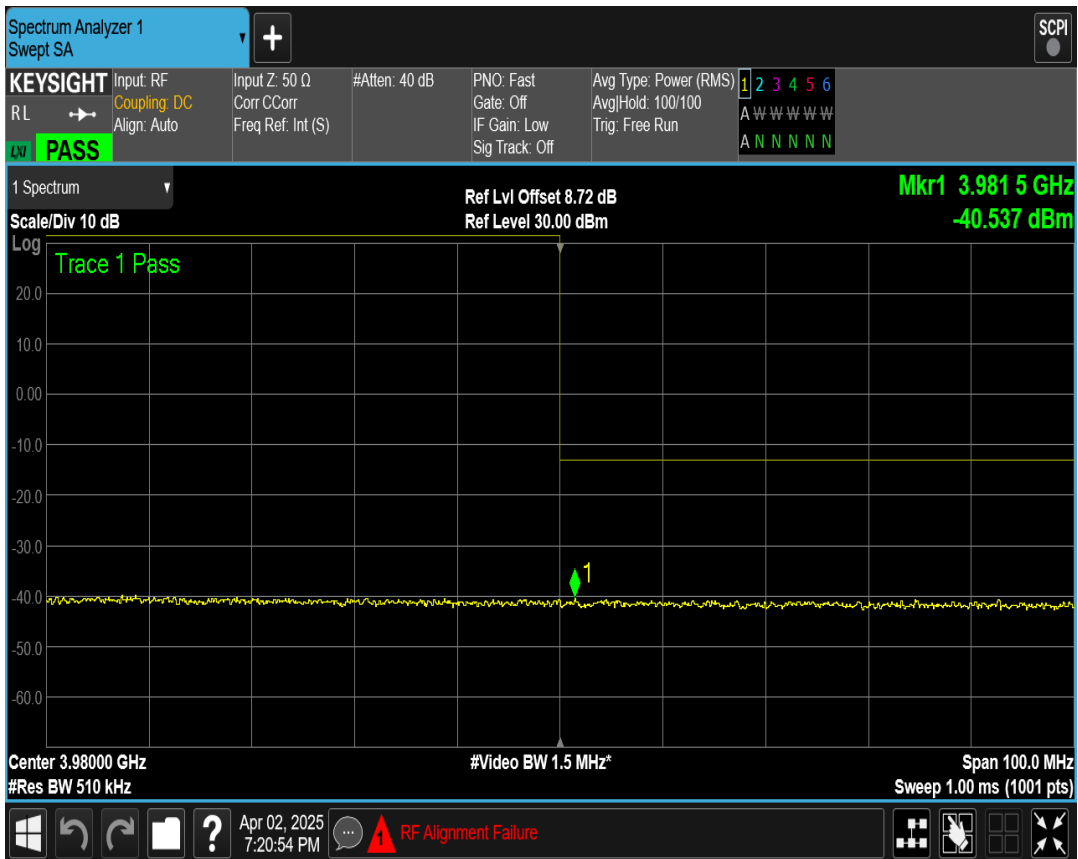 Spectrum Analyzer 1
Swept SA
+
SCPI
KEYSIGHT
RL
LXI PASS
Input: RF
Coupling: DC
Align: Auto
Input Z: 50 Ω
Corr CCorr
Freq Ref: Int (S)
#Atten: 40 dB
PNO: Fast
Gate: Off
IF Gain: Low
Sig Track: Off
Avg Type: Power (RMS)
Avg|Hold: 100/100
Trig: Free Run
1 2 3 4 5 6
A W W W W W
A N N N N N
1 Spectrum
Scale/Div 10 dB
Ref Lvl Offset 8.72 dB
Ref Level 30.00 dBm
Mkr1 3.981 5 GHz
-40.537 dBm
Log
Trace 1 Pass
20.0
10.0
0.00
-10.0
-20.0
-30.0
1
-40.0
-50.0
-60.0
Center 3.98000 GHz
#Video BW 1.5 MHz*
Span 100.0 MHz
#Res BW 510 kHz
Sweep 1.00 ms (1001 pts)
?
Apr 02, 2025
7:20:54 PM
1
RF Alignment Failure